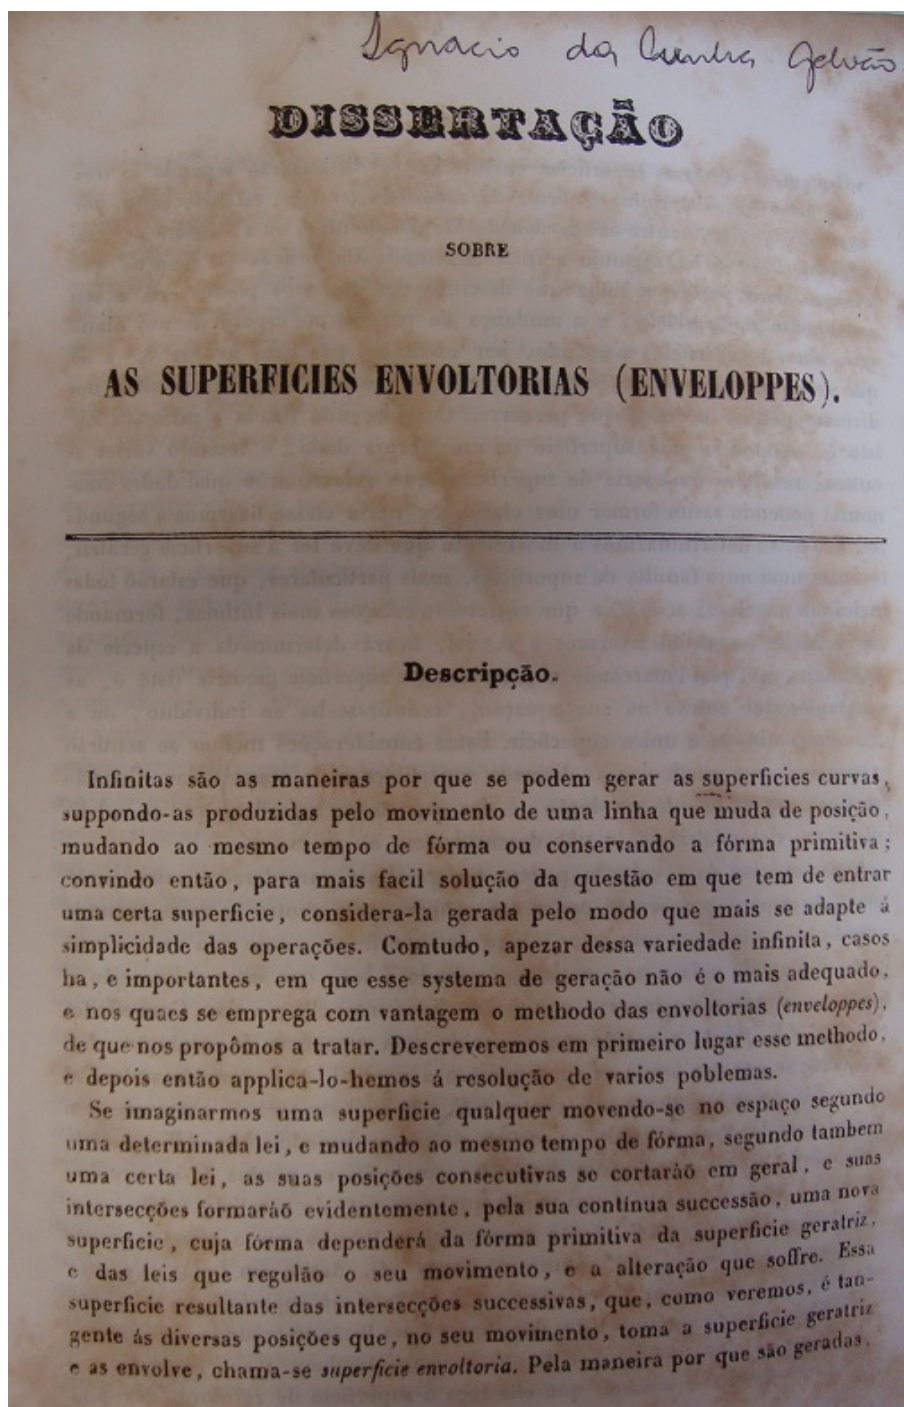 Ignacio da Cunha Galvão
DISSERTAÇÃO
SOBRE
AS SUPERFICIES ENVOLTORIAS (ENVELOPPES).
Descripção.
Infinitas são as maneiras por que se podem gerar as superficies curvas,
suppondo-as produzidas pelo movimento de uma linha que muda de posição,
mudando ao mesmo tempo de fórma ou conservando a fórma primitiva;
convindo então, para mais facil solução da questão em que tem de entrar
uma certa superficie, considera-la gerada pelo modo que mais se adapte á
simplicidade das operações. Comtudo, apezar dessa variedade infinita, casos
ha, e importantes, em que esse systema de geração não é o mais adequado,
e nos quaes se emprega com vantagem o methodo das envoltorias (enveloppes),
de que nos propômos a tratar. Descreveremos em primeiro lugar esse methodo,
e depois então applica-lo-hemos á resolução de varios poblemas.
Se imaginarmos uma superficie qualquer movendo-se no espaço segundo
uma determinada lei, e mudando ao mesmo tempo de fórma, segundo tambem
uma certa lei, as suas posições consecutivas se cortaráõ em geral, e suas
intersecções formaráõ evidentemente, pela sua contínua successão, uma nova
superficie, cuja fórma dependerá da fórma primitiva da superficie geratriz,
e das leis que regulão o seu movimento, e a alteração que soffre. Essa
superficie resultante das intersecções successivas, que, como veremos, é tan-
gente ás diversas posições que, no seu movimento, toma a superficie geratriz
e as envolve, chama-se superficie envoltoria. Pela maneira por que são geradas,